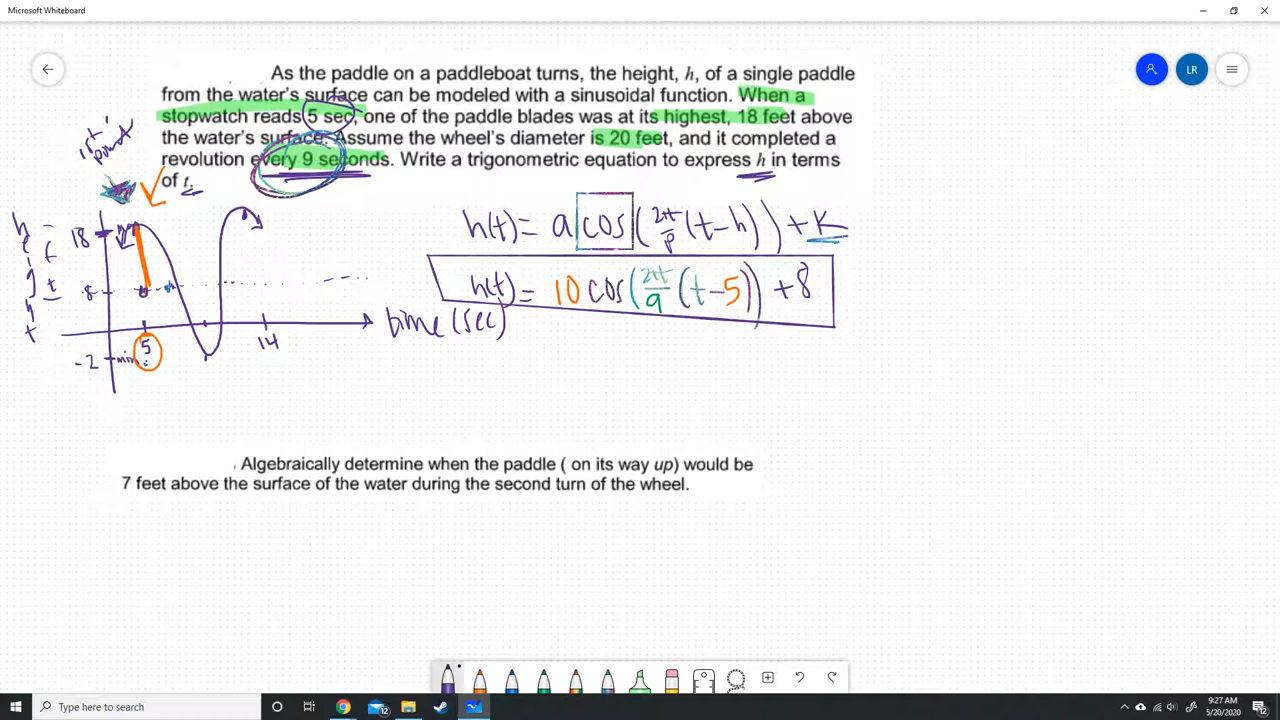 Microsoft Whiteboard
As the paddle on a paddleboat turns, the height, h, of a single paddle
from the water's surface can be modeled with a sinusoidal function. When a
stopwatch reads 5 sec, one of the paddle blades was at its highest, 18 feet above
the water's surface. Assume the wheel's diameter is 20 feet, and it completed a
revolution every 9 seconds. Write a trigonometric equation to express h in terms
of t.
LR
1st point
height
ft
18
8
-2
min
5
14
time (sec)
h(t) = a cos(2π/p (t-h)) + K
h(t) = 10 cos(2π/9 (t-5)) + 8
Algebraically determine when the paddle ( on its way up) would be
7 feet above the surface of the water during the second turn of the wheel.
Type here to search
12
9:27 AM
5/20/2020
12